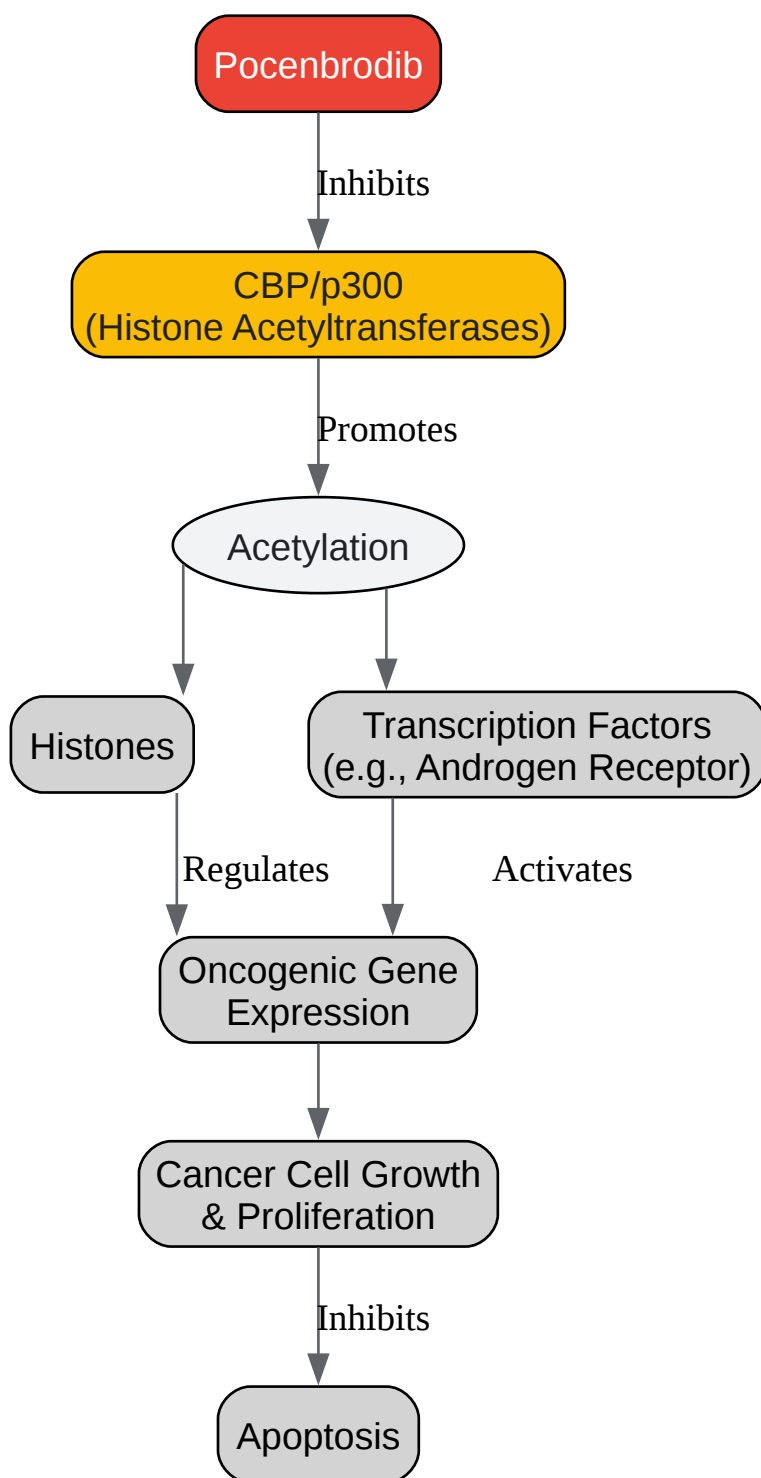 Pocenbrodib
Inhibits
CBP/p300
(Histone Acetyltransferases)
Promotes
Acetylation
Histones
Transcription Factors
(e.g., Androgen Receptor)
Regulates
Activates
Oncogenic Gene
Expression
Cancer Cell Growth
& Proliferation
Inhibits
Apoptosis